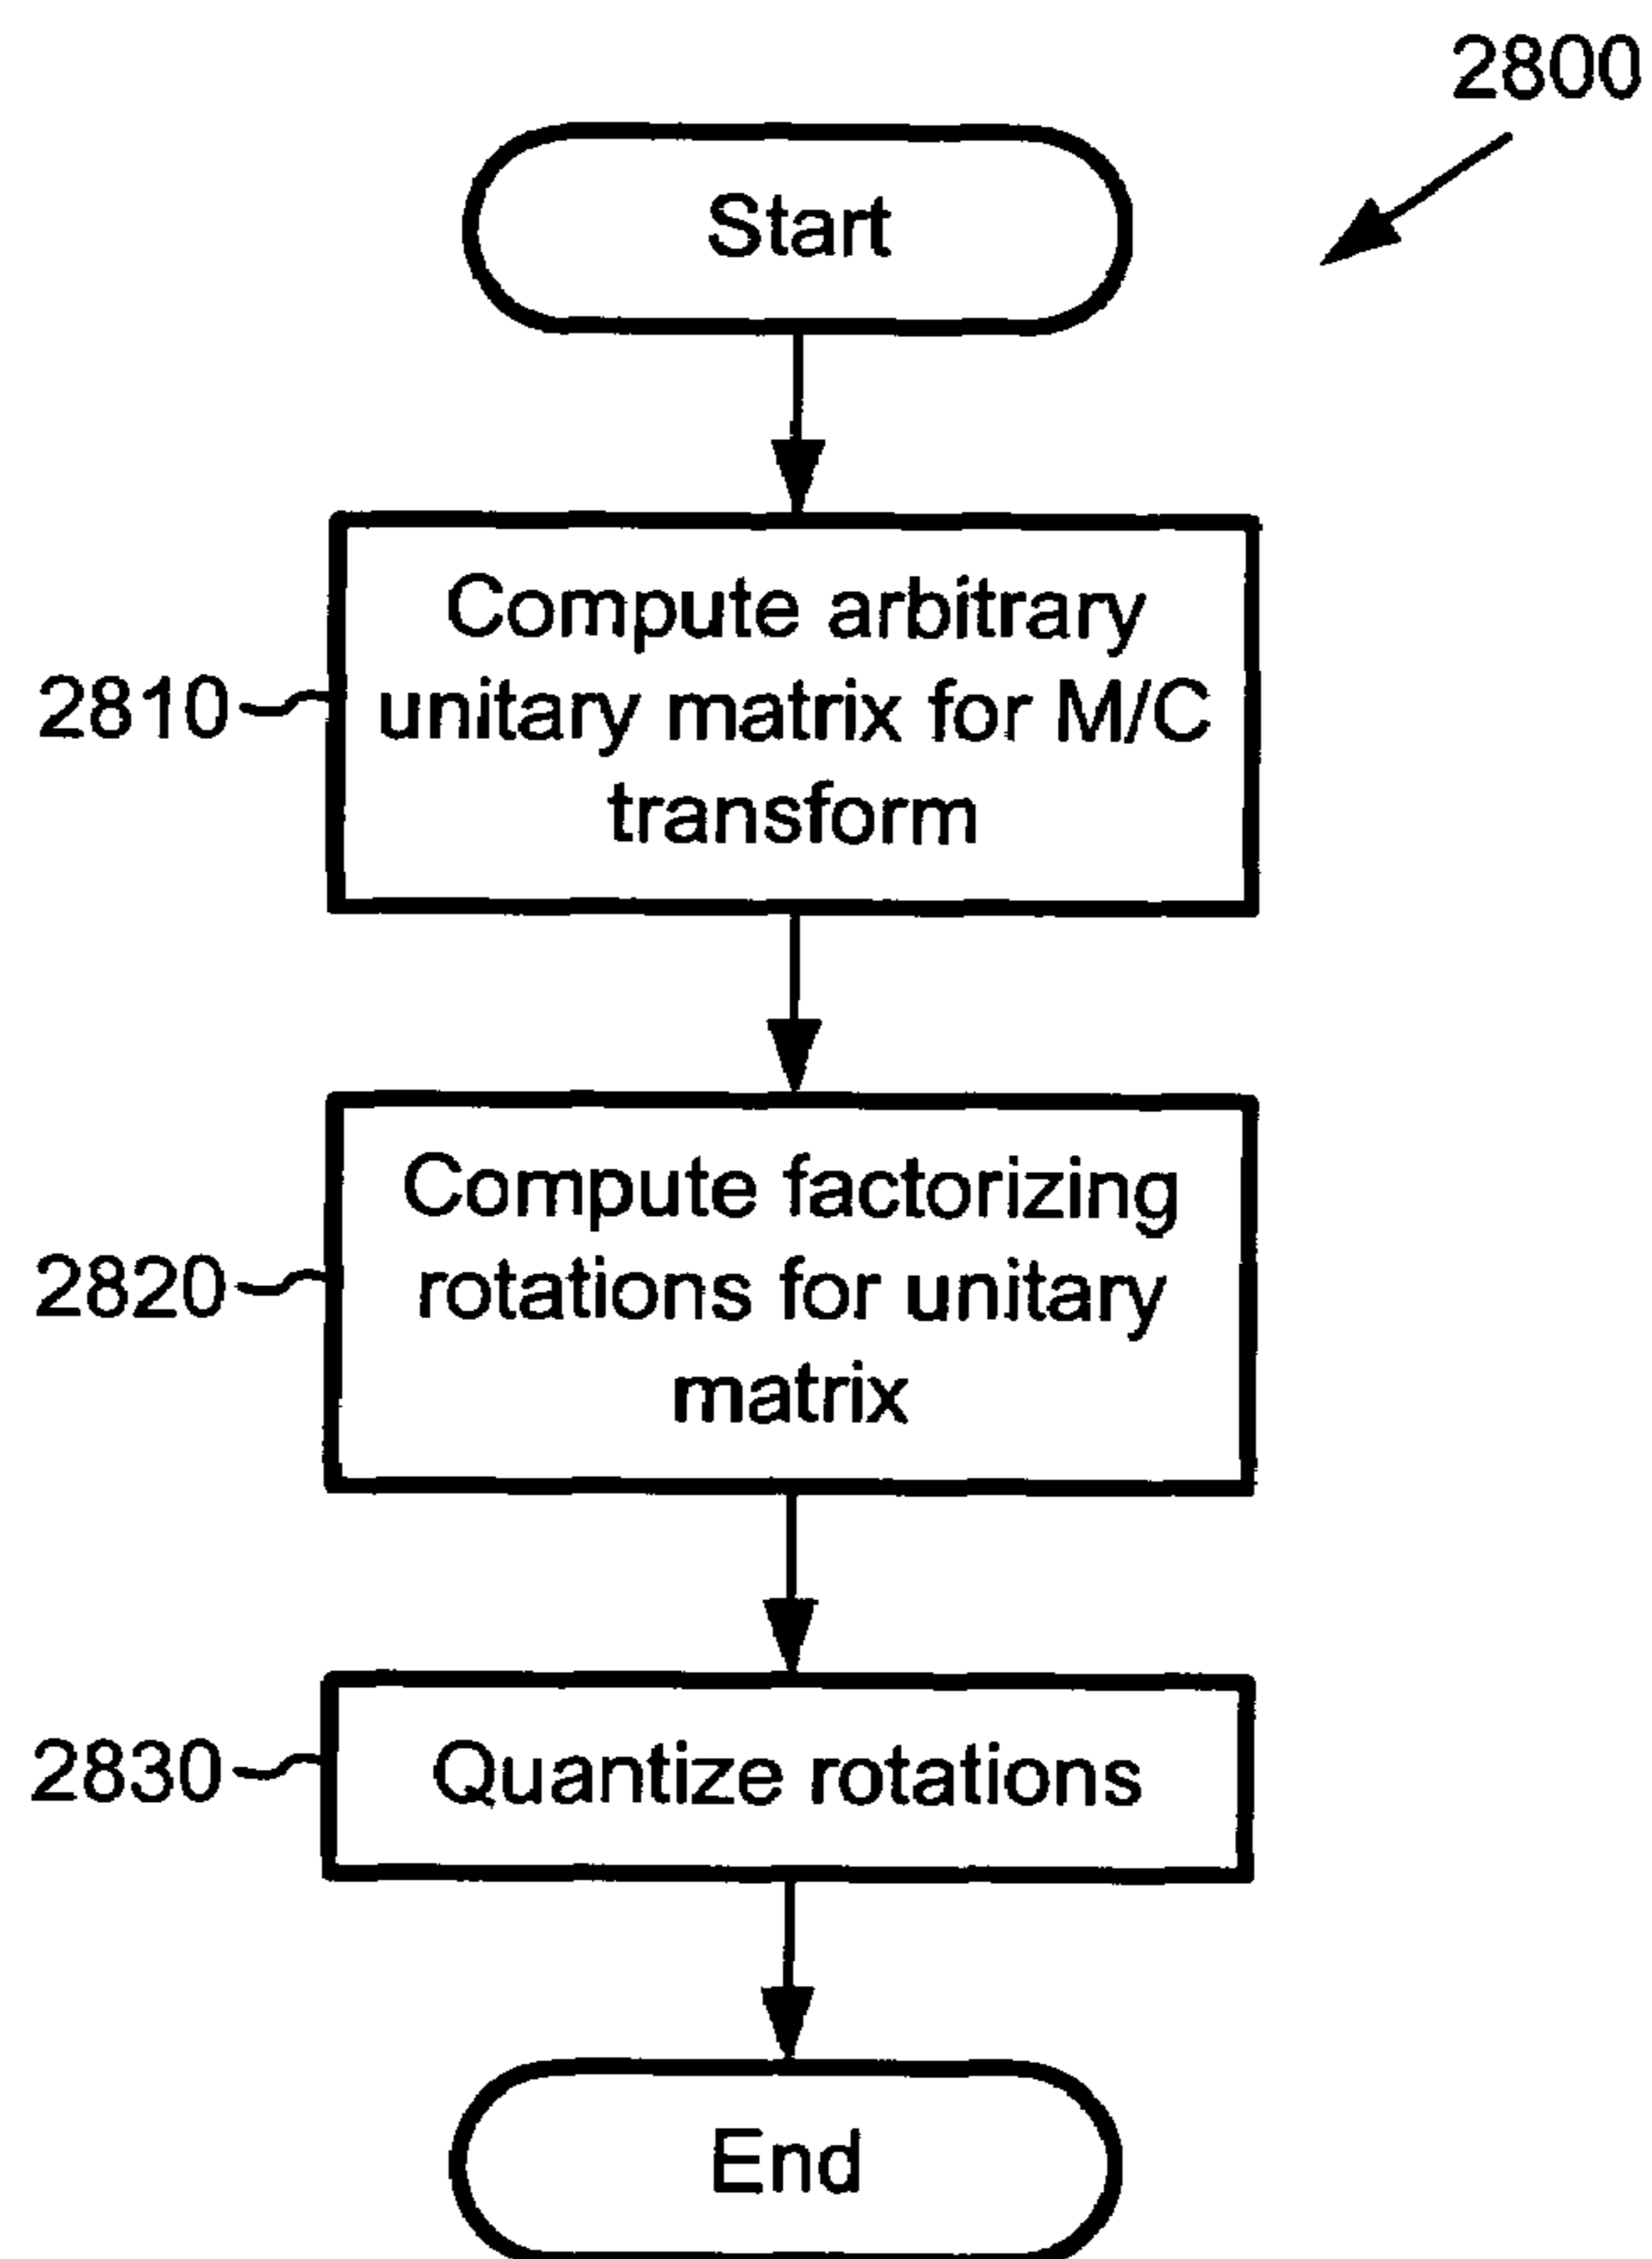 2800
Start
Compute arbitrary
unitary matrix for M/C
transform
2810
Compute factorizing
rotations for unitary
matrix
2820
Quantize rotations
2830
End